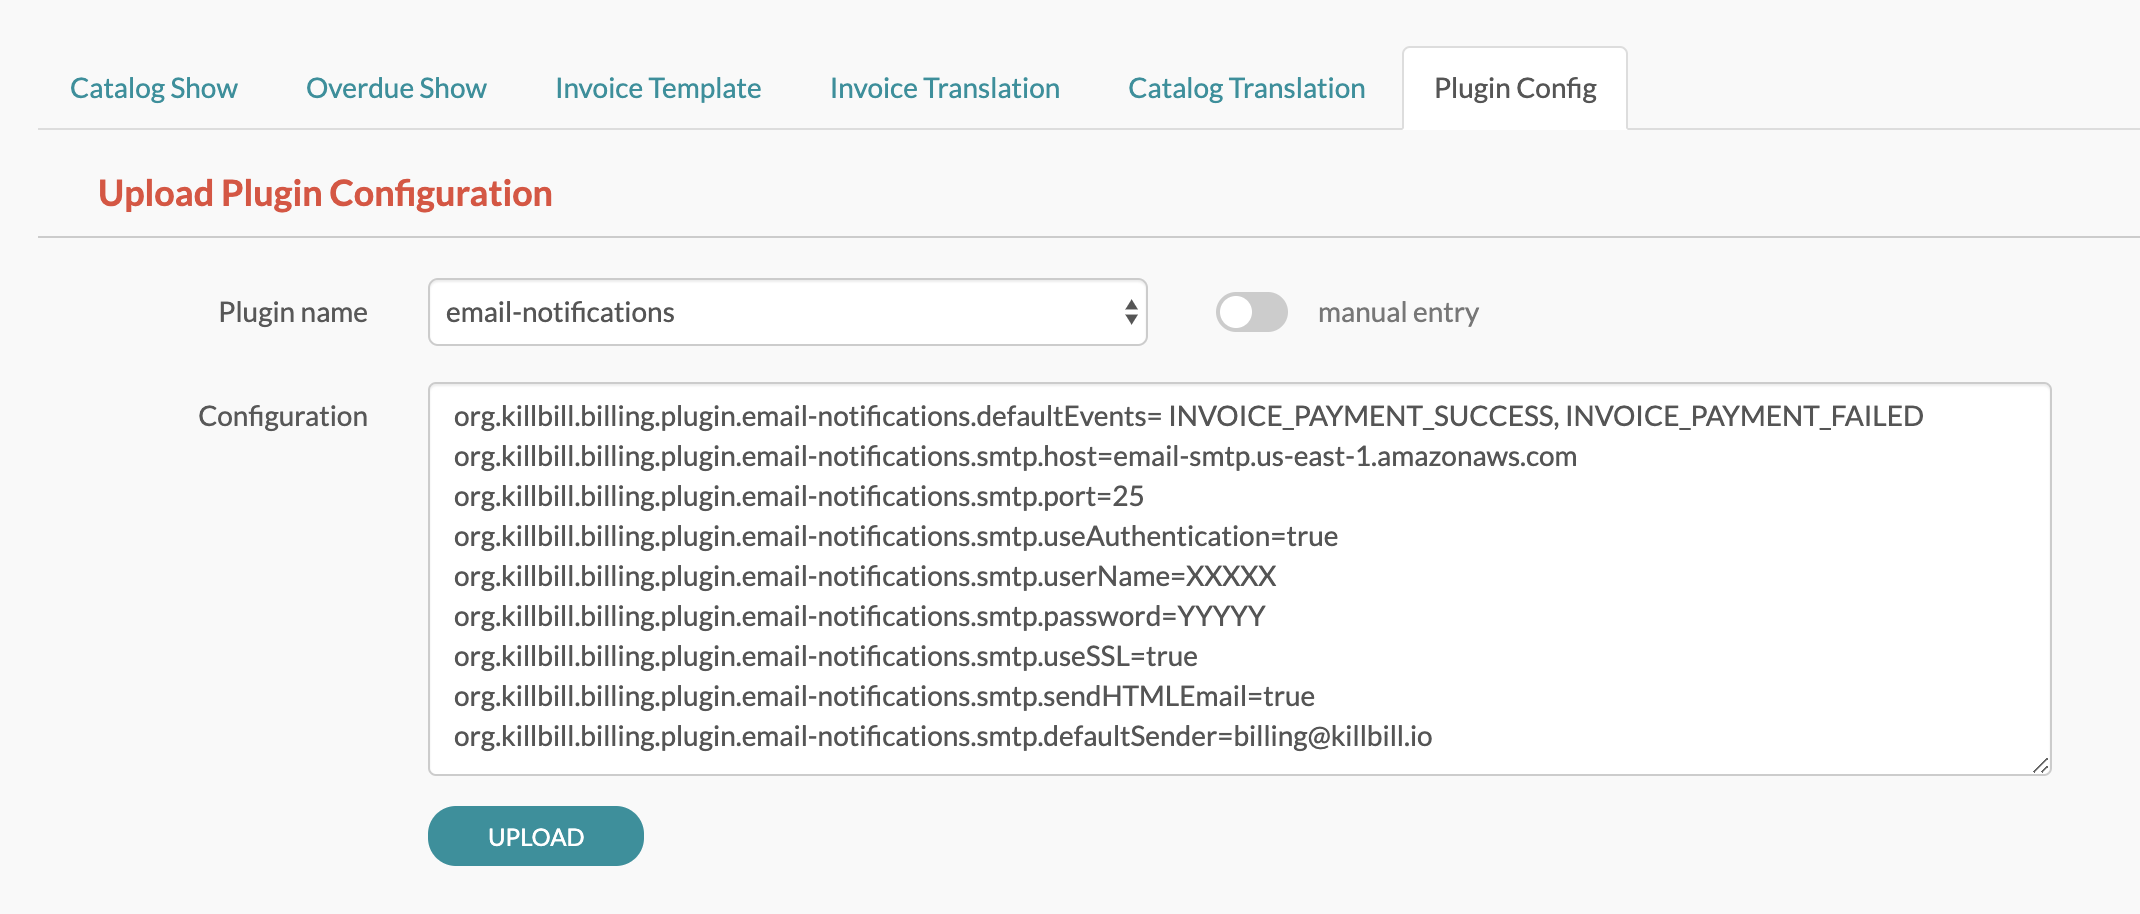 Catalog Show Overdue Show Invoice Template Invoice Translation Catalog Translation Plugin Config
Upload Plugin Configuration
Plugin name email-notifications manual entry
Configuration org.killbill.billing.plugin.email-notifications.defaultEvents= INVOICE_PAYMENT_SUCCESS, INVOICE_PAYMENT_FAILED
org.killbill.billing.plugin.email-notifications.smtp.host=email-smtp.us-east-1.amazonaws.com
org.killbill.billing.plugin.email-notifications.smtp.port=25
org.killbill.billing.plugin.email-notifications.smtp.useAuthentication=true
org.killbill.billing.plugin.email-notifications.smtp.userName=XXXXX
org.killbill.billing.plugin.email-notifications.smtp.password=YYYYY
org.killbill.billing.plugin.email-notifications.smtp.useSSL=true
org.killbill.billing.plugin.email-notifications.smtp.sendHTMLEmail=true
org.killbill.billing.plugin.email-notifications.smtp.defaultSender=billing@killbill.io
UPLOAD